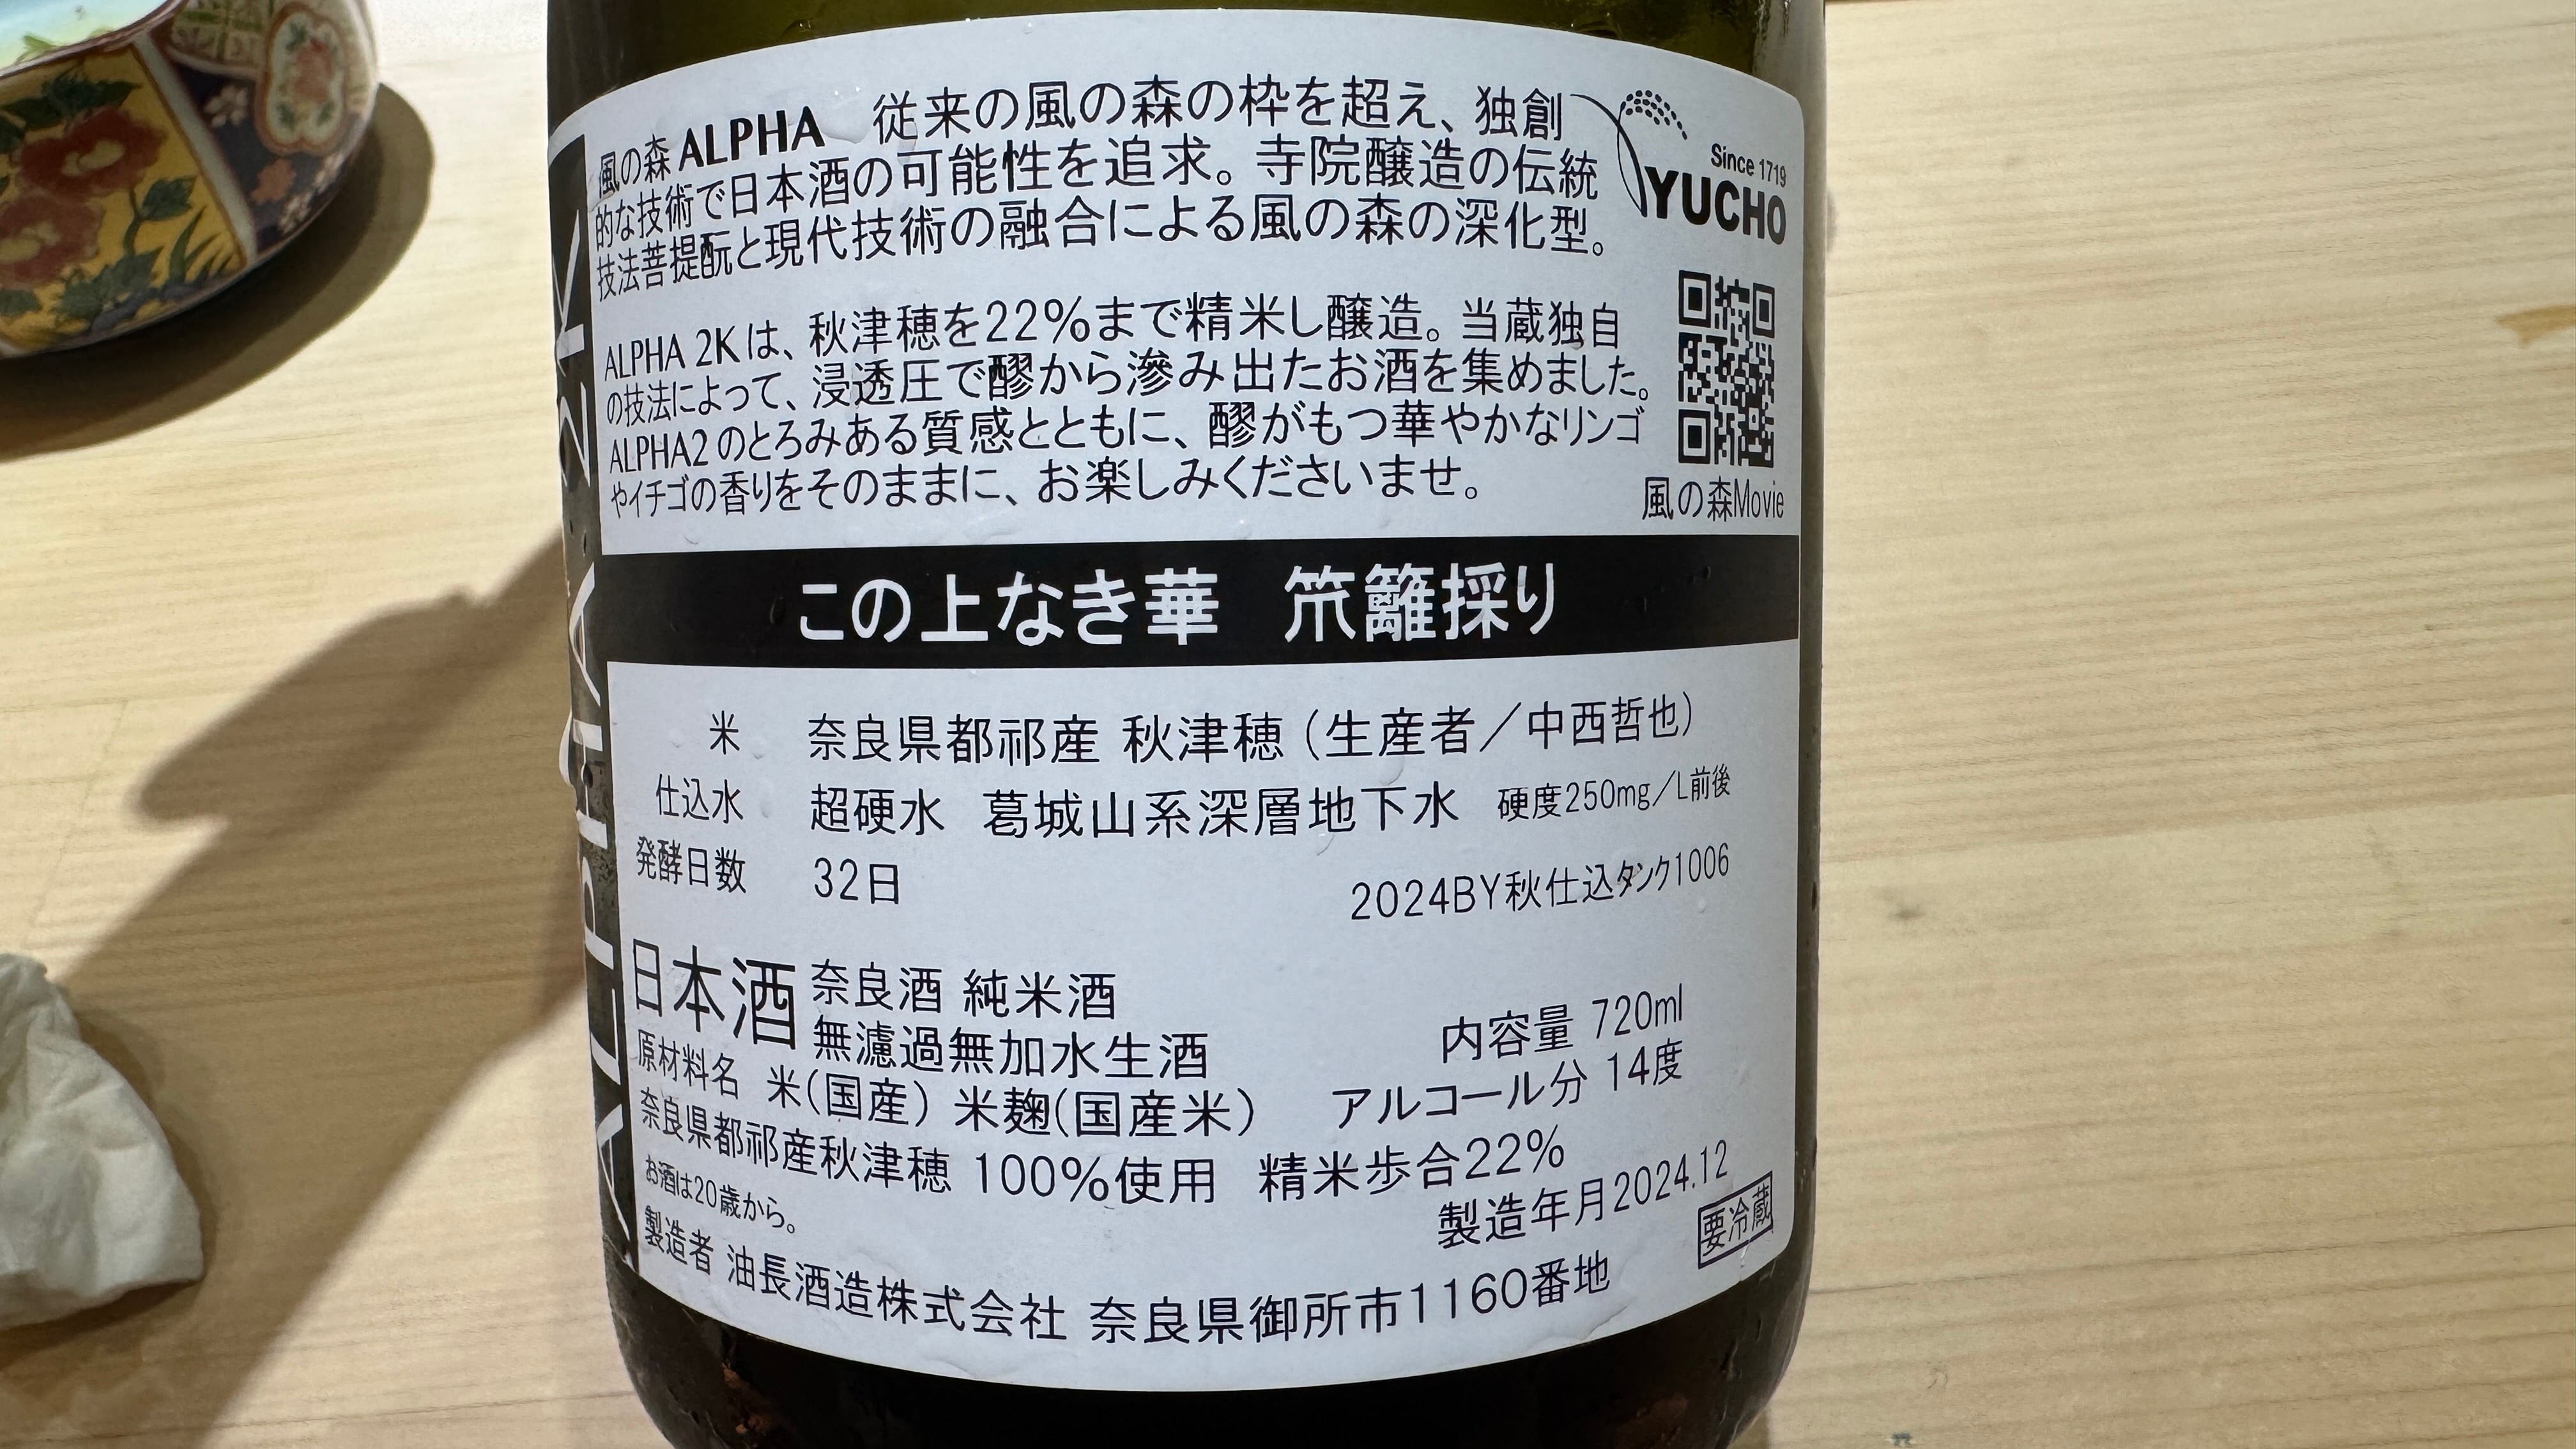 風の森 ALPHA 従来の風の森の枠を超え、独創
的な技術で日本酒の可能性を追求。寺院醸造の伝統
技法菩提酛と現代技術の融合による風の森の深化型。
Since 1719
YUCHO
ALPHA 2Kは、秋津穂を22%まで精米し醸造。当蔵独自
の技法によって、浸透圧で醪から滲み出たお酒を集めました。
ALPHA2のとろみある質感とともに、醪がもつ華やかなリンゴ
やイチゴの香りをそのままに、お楽しみくださいませ。
風の森Movie
ALPHA 2K
この上なき華 笊籬採り
米 奈良県都祁産 秋津穂(生産者/中西哲也)
仕込水 超硬水 葛城山系深層地下水 硬度250mg/L前後
発酵日数 32日
2024BY秋仕込タンク1006
日本酒 奈良酒 純米酒
無濾過無加水生酒
内容量 720ml
原材料名 米(国産) 米麹(国産米) アルコール分 14度
奈良県都祁産秋津穂 100%使用 精米歩合22%
お酒は20歳から。
製造年月2024.12
要冷蔵
製造者 油長酒造株式会社 奈良県御所市1160番地